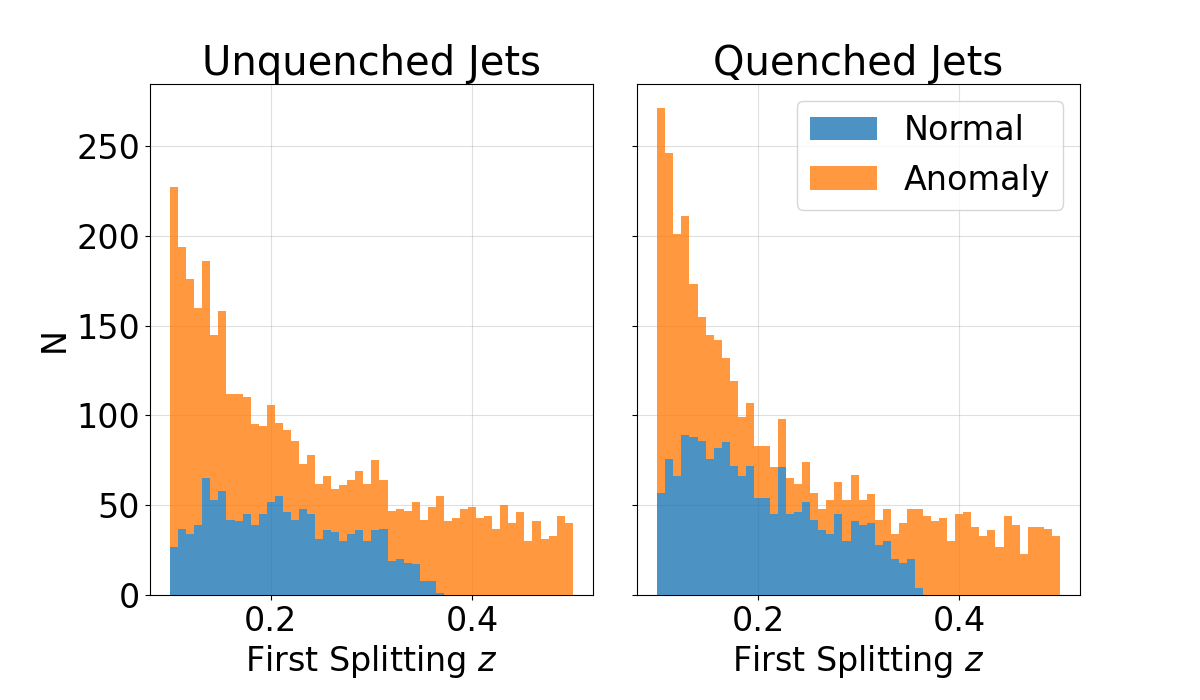 Unquenched Jets
Quenched Jets
Normal
Anomaly
N
250
200
150
100
50
0
0.2
0.4
0.2
0.4
First Splitting z
First Splitting z